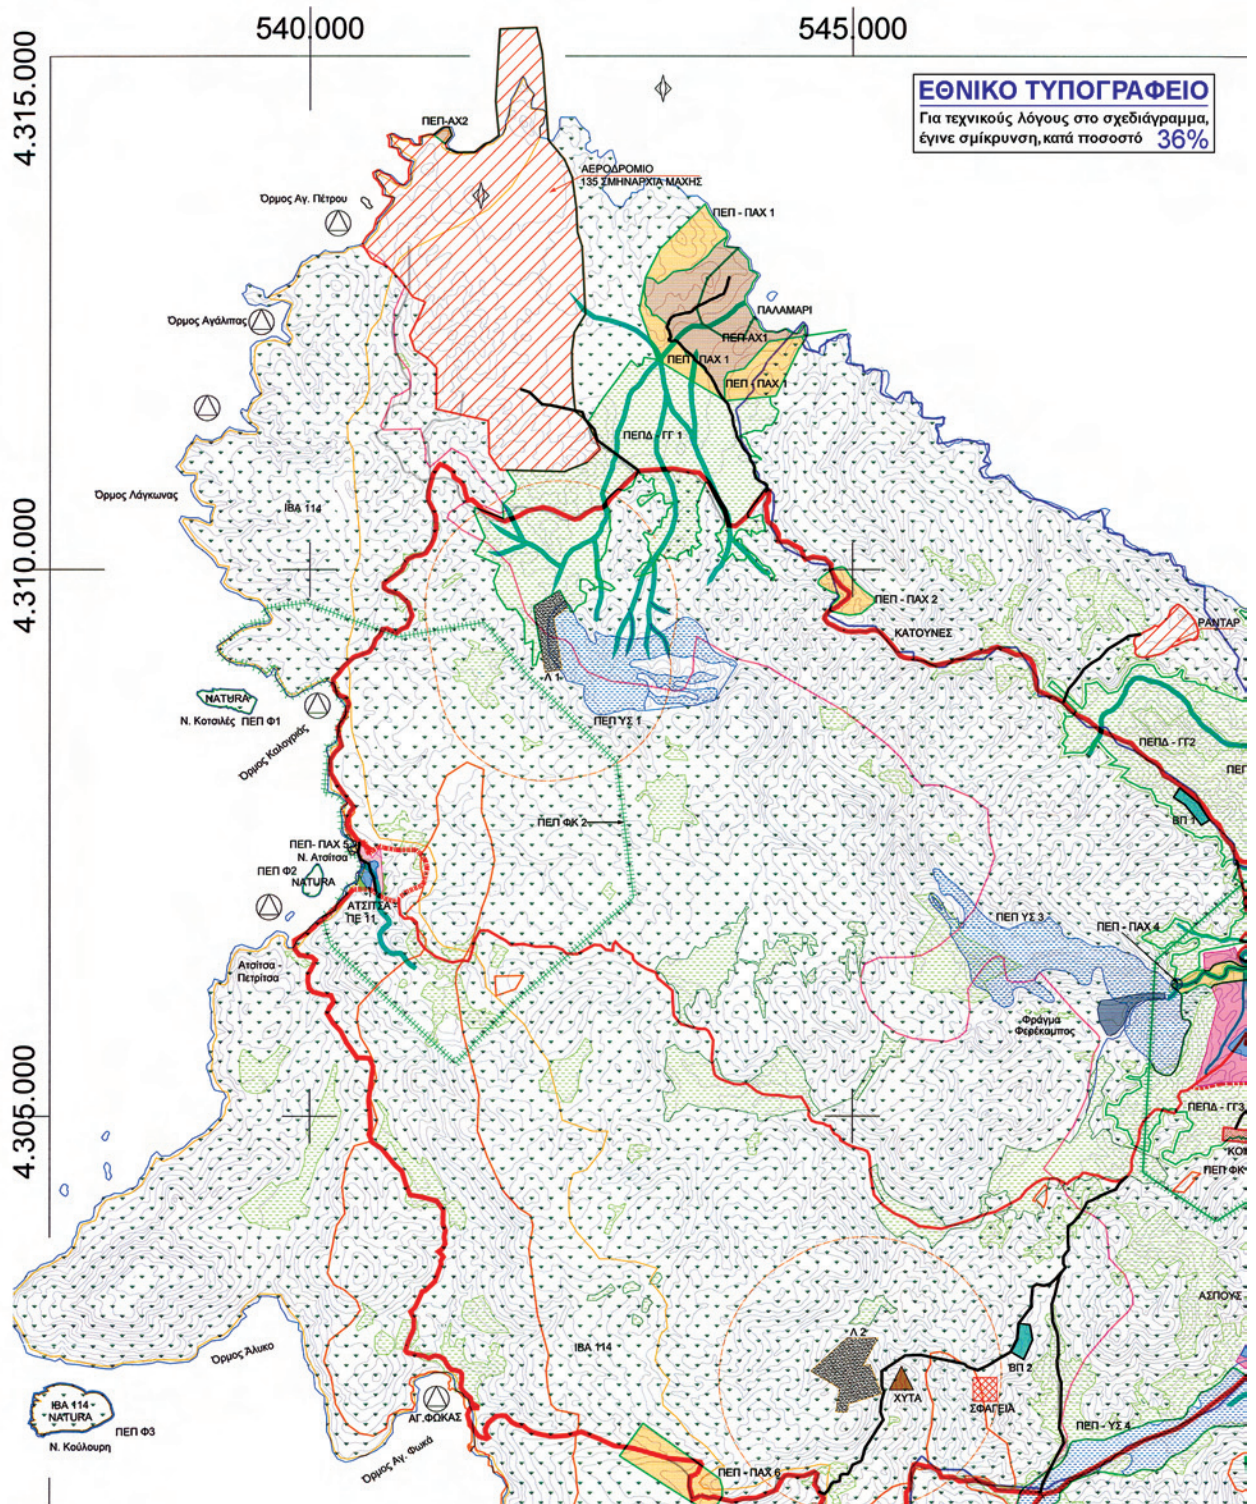 540.000
545.000
4.315.000
ΕΘΝΙΚΟ ΤΥΠΟΓΡΑΦΕΙΟ
Για τεχνικούς λόγους στο σχεδιάγραμμα,
έγινε σμίκρυνση, κατά ποσοστό 36%
ΠΕΠ-ΑΧ2
ΑΕΡΟΔΡΟΜΙΟ
135 ΣΜΗΝΑΡΧΙΑ ΜΑΧΗΣ
Όρμος Αγ. Πέτρου
ΠΕΠ - ΠΑΧ 1
Όρμος Αγάλιπας
ΠΑΛΑΜΑΡΙ
ΠΕΠ-ΑΧ1
ΠΕΠ - ΠΑΧ 1
ΠΕΠ - ΠΑΧ 1
ΠΕΠΔ - ΓΓ 1
Όρμος Λάγκωνας
ΙΒΑ 114
4.310.000
ΠΕΠ - ΠΑΧ 2
ΚΑΤΟΥΝΕΣ
ΡΑΝΤΑΡ
Λ 1
NATURA
Ν. Κοτσιλές ΠΕΠ Φ1
ΠΕΠ ΥΣ 1
Όρμος Καλογριάς
ΠΕΠΔ - ΓΓ2
ΠΕΠ
ΠΕΠ ΦΚ 2
ΒΠ 1
ΠΕΠ- ΠΑΧ 5
Ν. Ατσίτσα
ΠΕΠ Φ2
NATURA
ΑΤΣΙΤΣΑ -
ΠΕ 11
ΠΕΠ ΥΣ 3
ΠΕΠ - ΠΑΧ 4
Ατσίτσα -
Πετρίτσα
Φράγμα
Φερέκαμπος
4.305.000
ΠΕΠΔ - ΓΓ3
ΚΟΙ
ΠΕΠ ΦΚ
ΑΣΠΟΥΣ -
Όρμος Άλυκο
ΙΒΑ 114
Λ 2
ΒΠ 2
ΧΥΤΑ
ΣΦΑΓΕΙΑ
ΙΒΑ 114
NATURA
ΠΕΠ Φ3
Ν. Κούλουρη
ΑΓ.ΦΩΚΑΣ
Όρμος Αγ. Φωκά
ΠΕΠ - ΥΣ 4
ΠΕΠ - ΠΑΧ 6